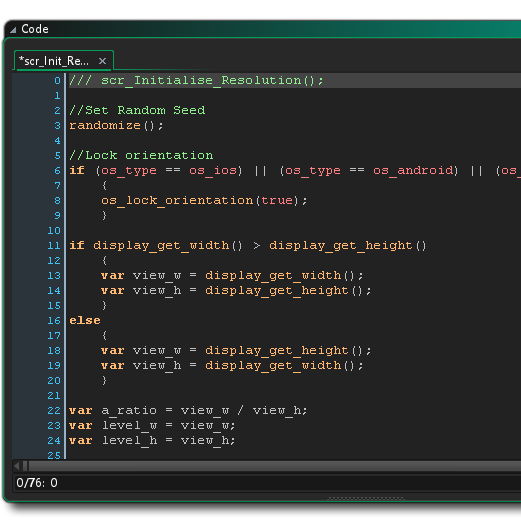 Code
*scr_Init_Re... ×
0 /// scr_Initialise_Resolution();
1
2 //Set Random Seed
3 randomize();
4
5 //Lock orientation
6 if (os_type == os_ios) || (os_type == os_android) || (os_
7 {
8 os_lock_orientation(true);
9 }
10
11 if display_get_width() > display_get_height()
12 {
13 var view_w = display_get_width();
14 var view_h = display_get_height();
15 }
16 else
17 {
18 var view_w = display_get_height();
19 var view_h = display_get_width();
20 }
21
22 var a_ratio = view_w / view_h;
23 var level_w = view_w;
24 var level_h = view_h;
25
0/76: 0